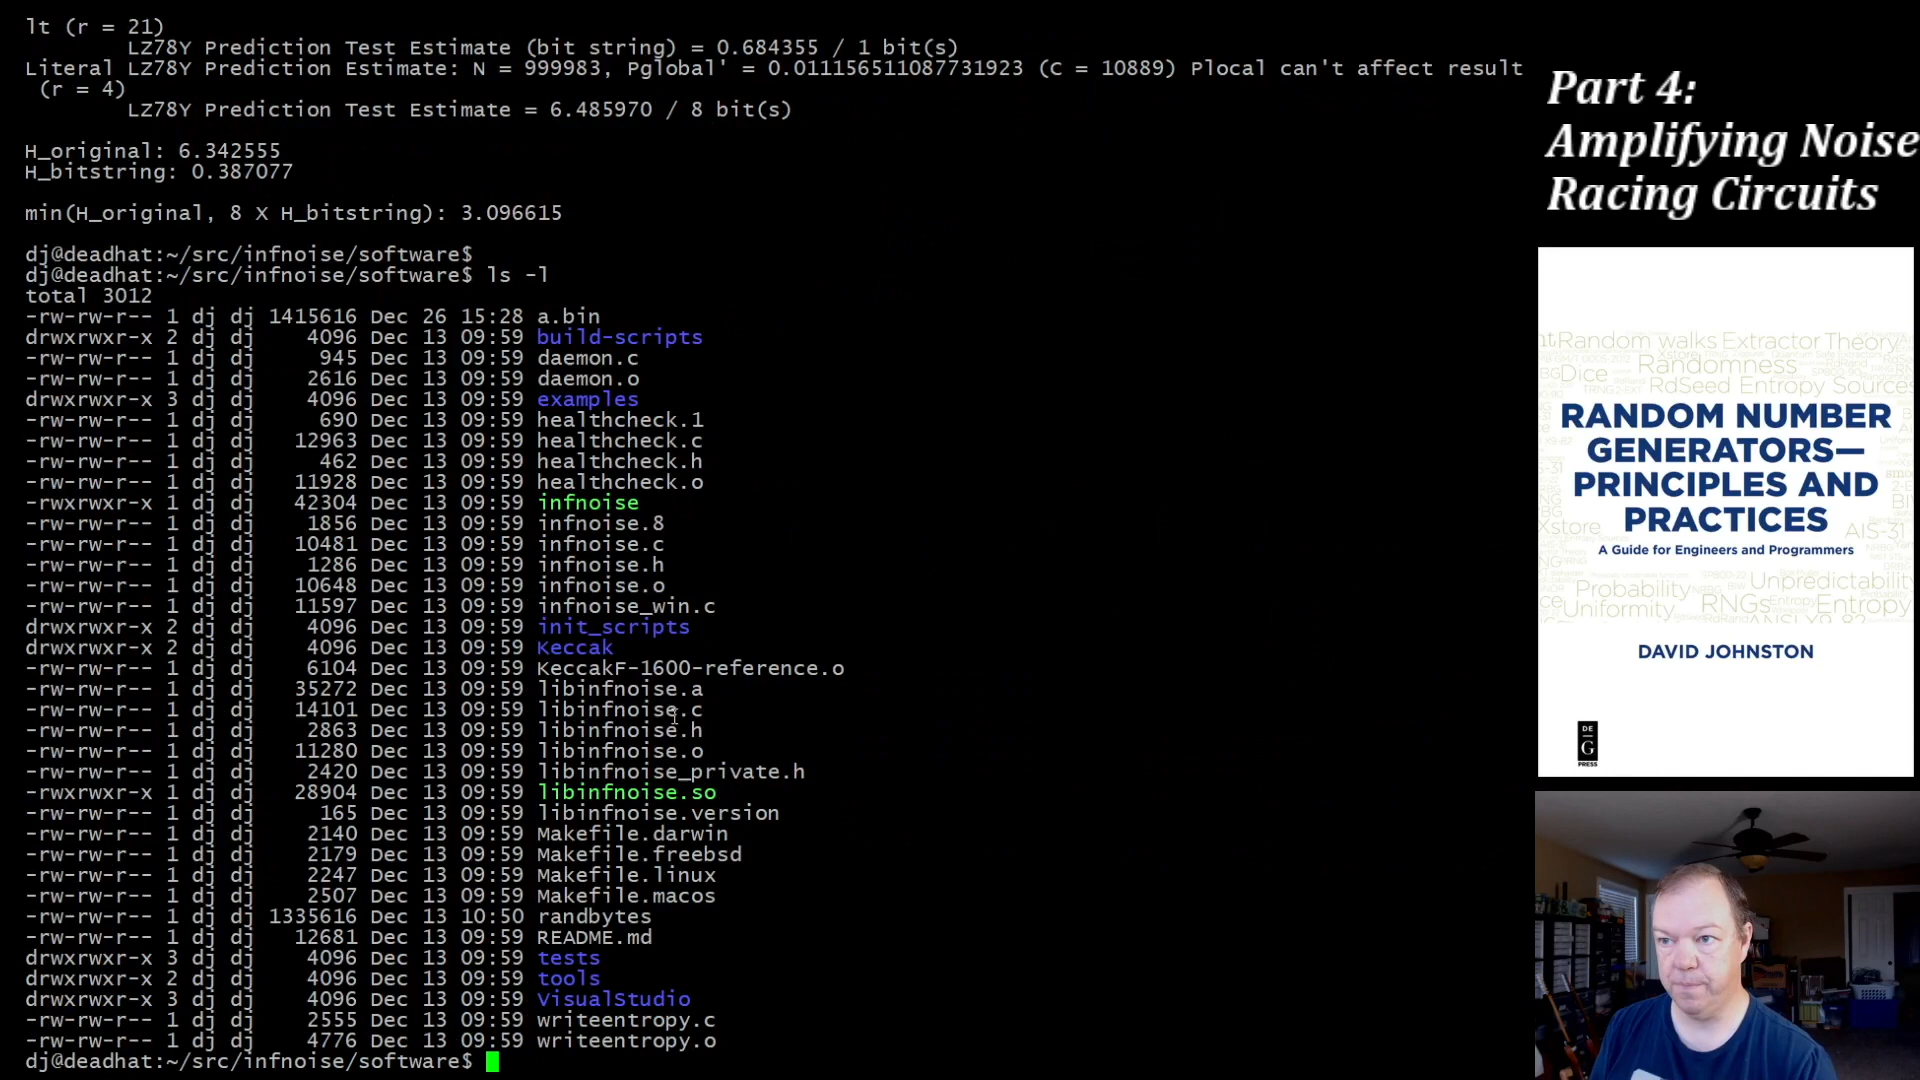 lt (r = 21)
        LZ78Y Prediction Test Estimate (bit string) = 0.684355 / 1 bit(s)
Literal LZ78Y Prediction Estimate: N = 999983, Pglobal' = 0.011156511087731923 (C = 10889) Plocal can't affect result
 (r = 4)
        LZ78Y Prediction Test Estimate = 6.485970 / 8 bit(s)
H_original: 6.342555
H_bitstring: 0.387077
min(H_original, 8 X H_bitstring): 3.096615
dj@deadhat:~/src/infnoise/software$
dj@deadhat:~/src/infnoise/software$ ls -l
total 3012
-rw-rw-r-- 1 dj dj 1415616 Dec 26 15:28 a.bin
drwxrwxr-x 2 dj dj    4096 Dec 13 09:59 build-scripts
-rw-rw-r-- 1 dj dj     945 Dec 13 09:59 daemon.c
-rw-rw-r-- 1 dj dj    2616 Dec 13 09:59 daemon.o
drwxrwxr-x 3 dj dj    4096 Dec 13 09:59 examples
-rw-rw-r-- 1 dj dj     690 Dec 13 09:59 healthcheck.1
-rw-rw-r-- 1 dj dj   12963 Dec 13 09:59 healthcheck.c
-rw-rw-r-- 1 dj dj     462 Dec 13 09:59 healthcheck.h
-rw-rw-r-- 1 dj dj   11928 Dec 13 09:59 healthcheck.o
-rwxrwxr-x 1 dj dj   42304 Dec 13 09:59 infnoise
-rw-rw-r-- 1 dj dj    1856 Dec 13 09:59 infnoise.8
-rw-rw-r-- 1 dj dj   10481 Dec 13 09:59 infnoise.c
-rw-rw-r-- 1 dj dj    1286 Dec 13 09:59 infnoise.h
-rw-rw-r-- 1 dj dj   10648 Dec 13 09:59 infnoise.o
-rw-rw-r-- 1 dj dj   11597 Dec 13 09:59 infnoise_win.c
drwxrwxr-x 2 dj dj    4096 Dec 13 09:59 init_scripts
drwxrwxr-x 2 dj dj    4096 Dec 13 09:59 Keccak
-rw-rw-r-- 1 dj dj    6104 Dec 13 09:59 KeccakF-1600-reference.o
-rw-rw-r-- 1 dj dj   35272 Dec 13 09:59 libinfnoise.a
-rw-rw-r-- 1 dj dj   14101 Dec 13 09:59 libinfnoise.c
-rw-rw-r-- 1 dj dj    2863 Dec 13 09:59 libinfnoise.h
-rw-rw-r-- 1 dj dj   11280 Dec 13 09:59 libinfnoise.o
-rw-rw-r-- 1 dj dj    2420 Dec 13 09:59 libinfnoise_private.h
-rwxrwxr-x 1 dj dj   28904 Dec 13 09:59 libinfnoise.so
-rw-rw-r-- 1 dj dj     165 Dec 13 09:59 libinfnoise.version
-rw-rw-r-- 1 dj dj    2140 Dec 13 09:59 Makefile.darwin
-rw-rw-r-- 1 dj dj    2179 Dec 13 09:59 Makefile.freebsd
-rw-rw-r-- 1 dj dj    2247 Dec 13 09:59 Makefile.linux
-rw-rw-r-- 1 dj dj    2507 Dec 13 09:59 Makefile.macos
-rw-rw-r-- 1 dj dj 1335616 Dec 13 10:50 randbytes
-rw-rw-r-- 1 dj dj   12681 Dec 13 09:59 README.md
drwxrwxr-x 3 dj dj    4096 Dec 13 09:59 tests
drwxrwxr-x 2 dj dj    4096 Dec 13 09:59 tools
drwxrwxr-x 3 dj dj    4096 Dec 13 09:59 VisualStudio
-rw-rw-r-- 1 dj dj    2555 Dec 13 09:59 writeentropy.c
-rw-rw-r-- 1 dj dj    4776 Dec 13 09:59 writeentropy.o
dj@deadhat:~/src/infnoise/software$
Part 4:
Amplifying Noise
Racing Circuits
Random walks Extractor Theory
Xstore
Dice Randomness
RdSeed Entropy Sources
RANDOM NUMBER
GENERATORS—
PRINCIPLES AND
PRACTICES
Xstore AIS-31
A Guide for Engineers and Programmers
Probability Unpredictability
Uniformity RNGs Entropy
ANSI X9-82
DAVID JOHNSTON
DE
G
PRESS